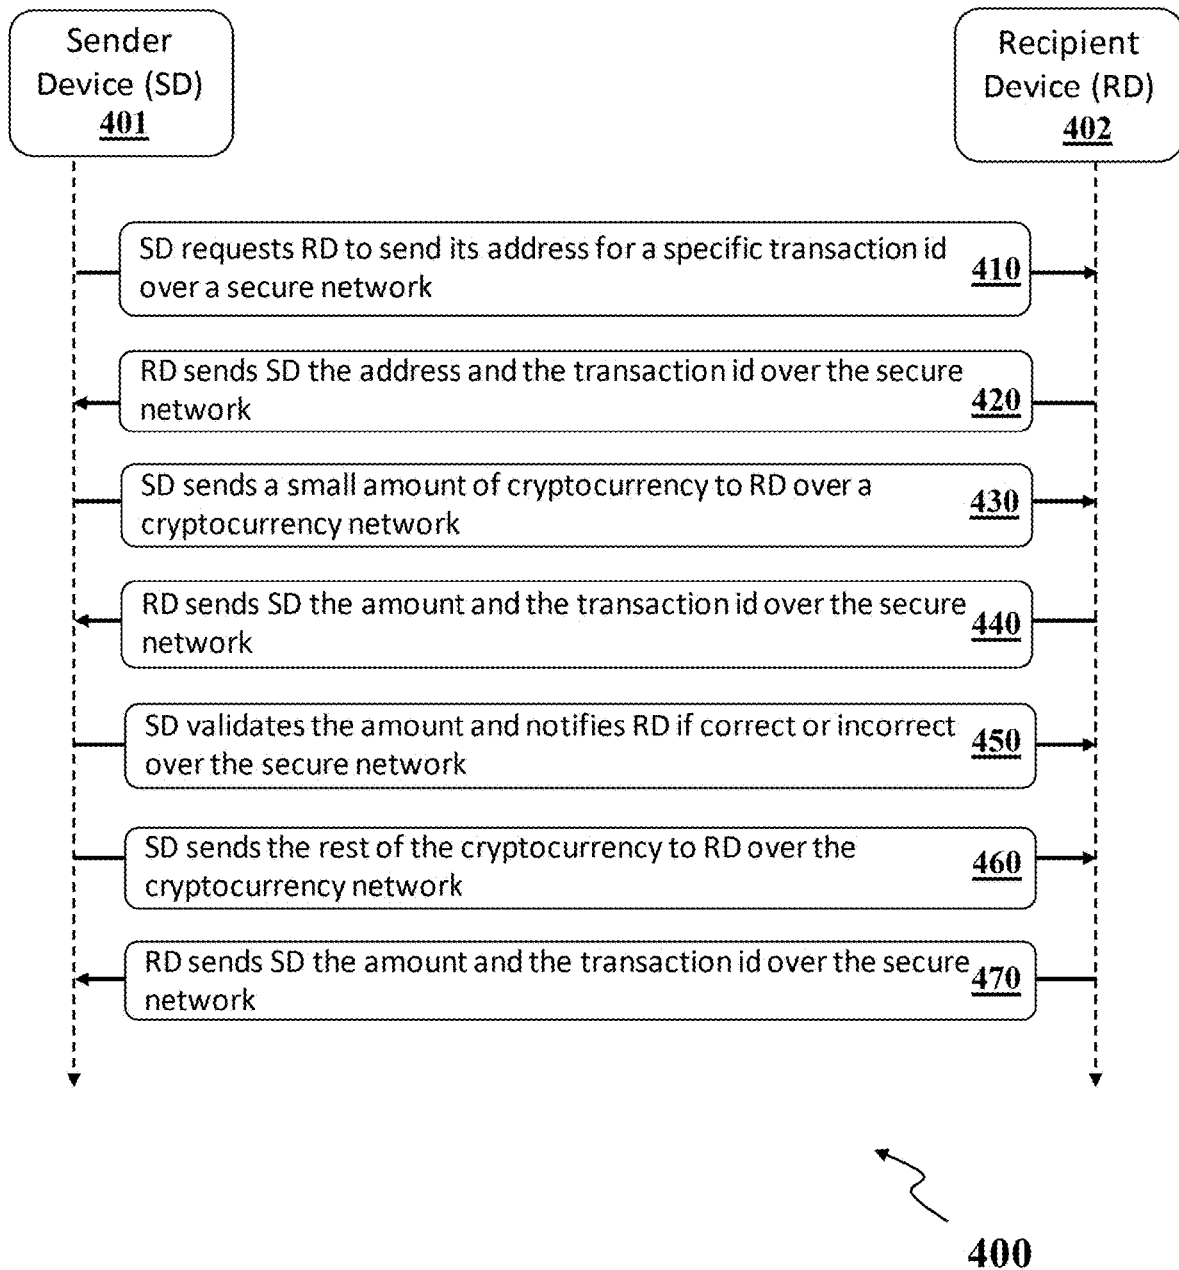 Sender
Device (SD)
401
Recipient
Device (RD)
402
SD requests RD to send its address for a specific transaction id
over a secure network
410
RD sends SD the address and the transaction id over the secure
network
420
SD sends a small amount of cryptocurrency to RD over a
cryptocurrency network
430
RD sends SD the amount and the transaction id over the secure
network
440
SD validates the amount and notifies RD if correct or incorrect
over the secure network
450
SD sends the rest of the cryptocurrency to RD over the
cryptocurrency network
460
RD sends SD the amount and the transaction id over the secure
network
470
400